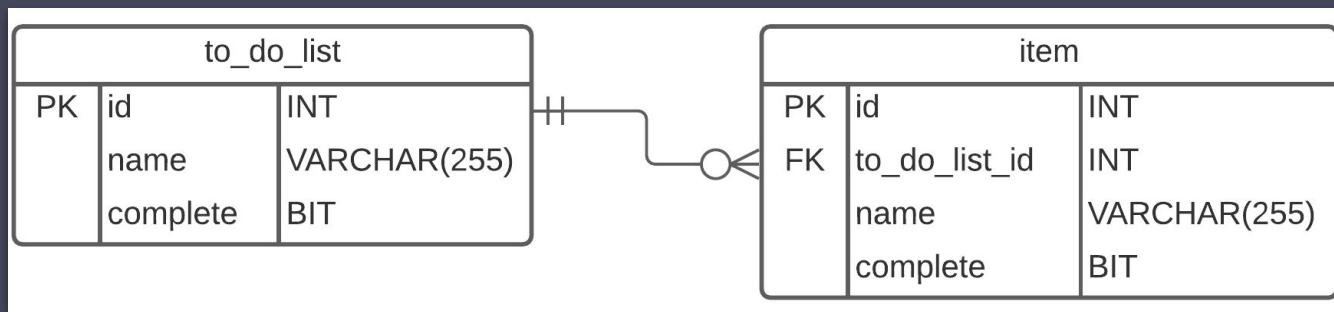 to_do_list
PK id INT
name VARCHAR(255)
complete BIT
item
PK id INT
FK to_do_list_id INT
name VARCHAR(255)
complete BIT